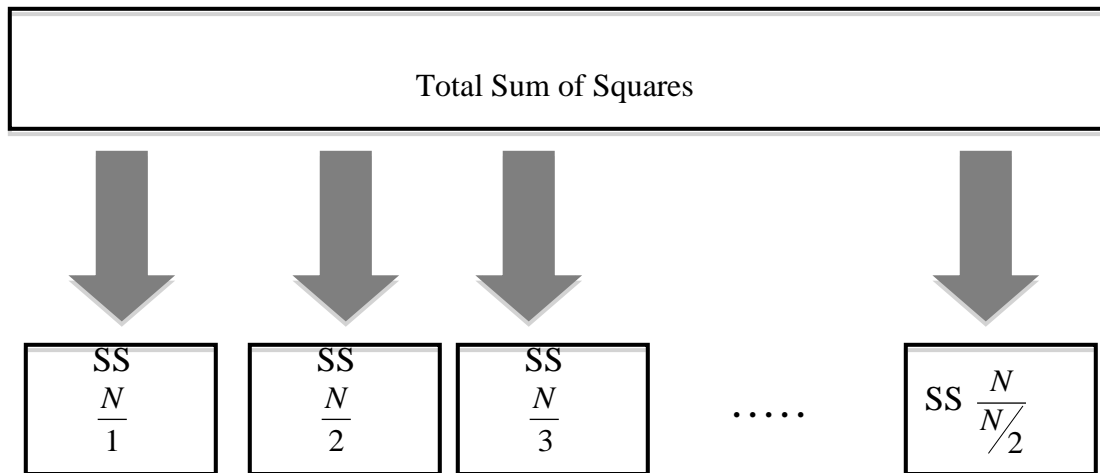 Total Sum of Squares
SS
N/1
SS
N/2
SS
N/3
.....
SS N/(N/2)